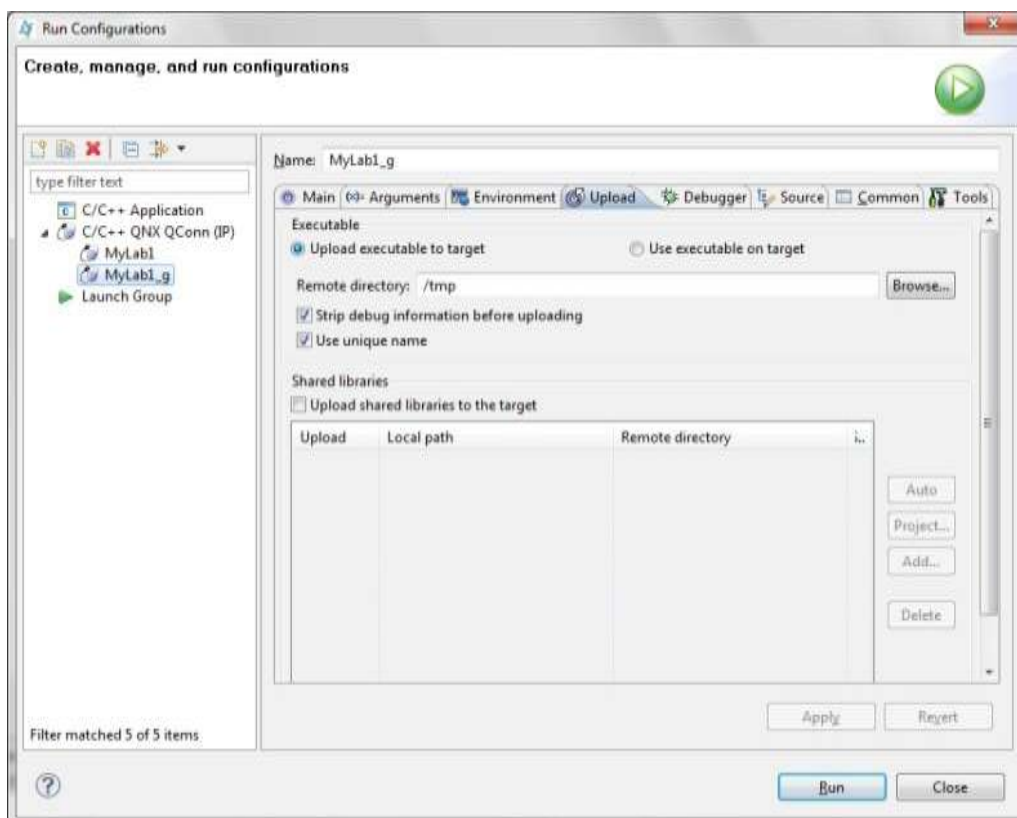 Run Configurations
Create, manage, and run configurations
type filter text
C/C++ Application
C/C++ QNX QConn (IP)
MyLab1
MyLab1_g
Launch Group
Filter matched 5 of 5 items
Name: MyLab1_g
Main (x)= Arguments Environment Upload Debugger Source Common Tools
Executable
Upload executable to target Use executable on target
Remote directory: /tmp Browse...
Strip debug information before uploading
Use unique name
Shared libraries
Upload shared libraries to the target
Upload Local path Remote directory i..
Auto
Project...
Add...
Delete
Apply Revert
? Run Close